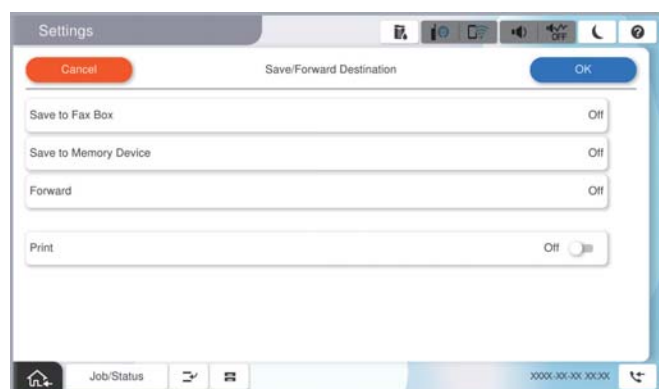 Settings
OFF
Cancel
Save/Forward Destination
OK
Save to Fax Box
Off
Save to Memory Device
Off
Forward
Off
Print
Off
Job/Status
XXXX-XX-XX XX:XX